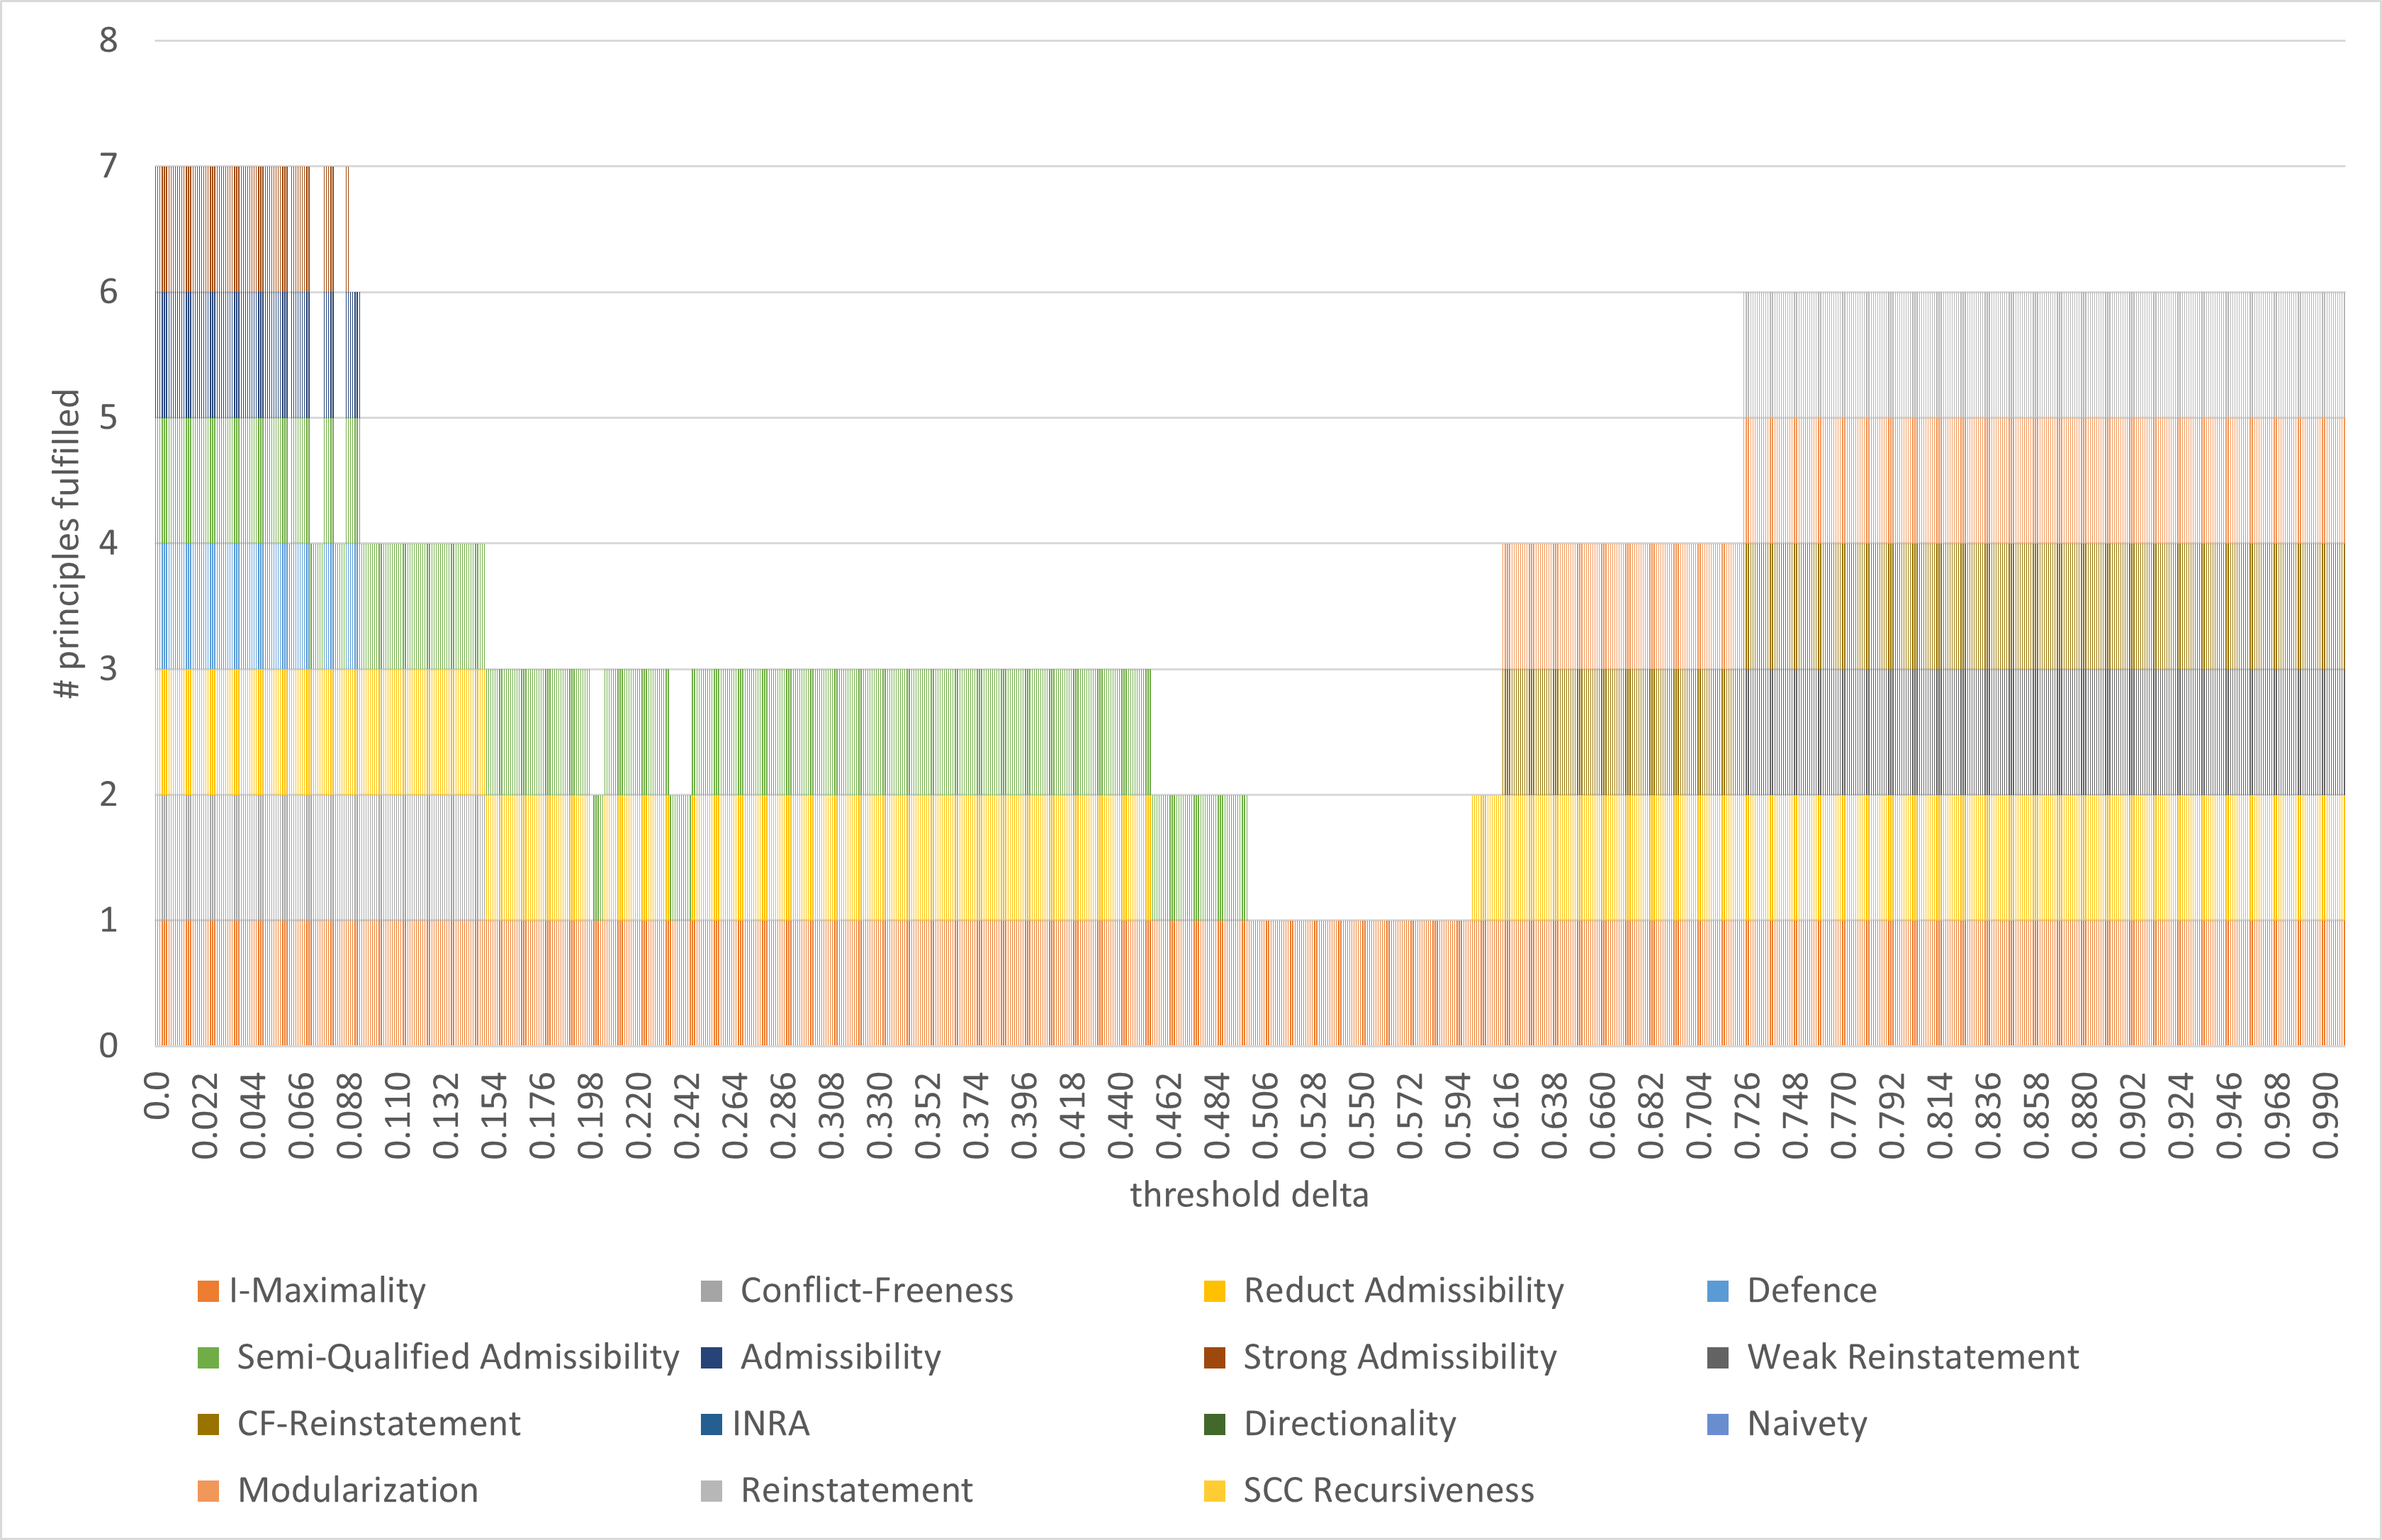 8
7
6
5
4
3
2
1
0
# principles fulfilled
0.0 0.022 0.044 0.066 0.088 0.110 0.132 0.154 0.176 0.198 0.220 0.242 0.264 0.286 0.308 0.330 0.352 0.374 0.396 0.418 0.440 0.462 0.484 0.506 0.528 0.550 0.572 0.594 0.616 0.638 0.660 0.682 0.704 0.726 0.748 0.770 0.792 0.814 0.836 0.858 0.880 0.902 0.924 0.946 0.968 0.990
threshold delta
I-Maximality Conflict-Freeness Reduct Admissibility Defence
Semi-Qualified Admissibility Admissibility Strong Admissibility Weak Reinstatement
CF-Reinstatement INRA Directionality Naivety
Modularization Reinstatement SCC Recursiveness